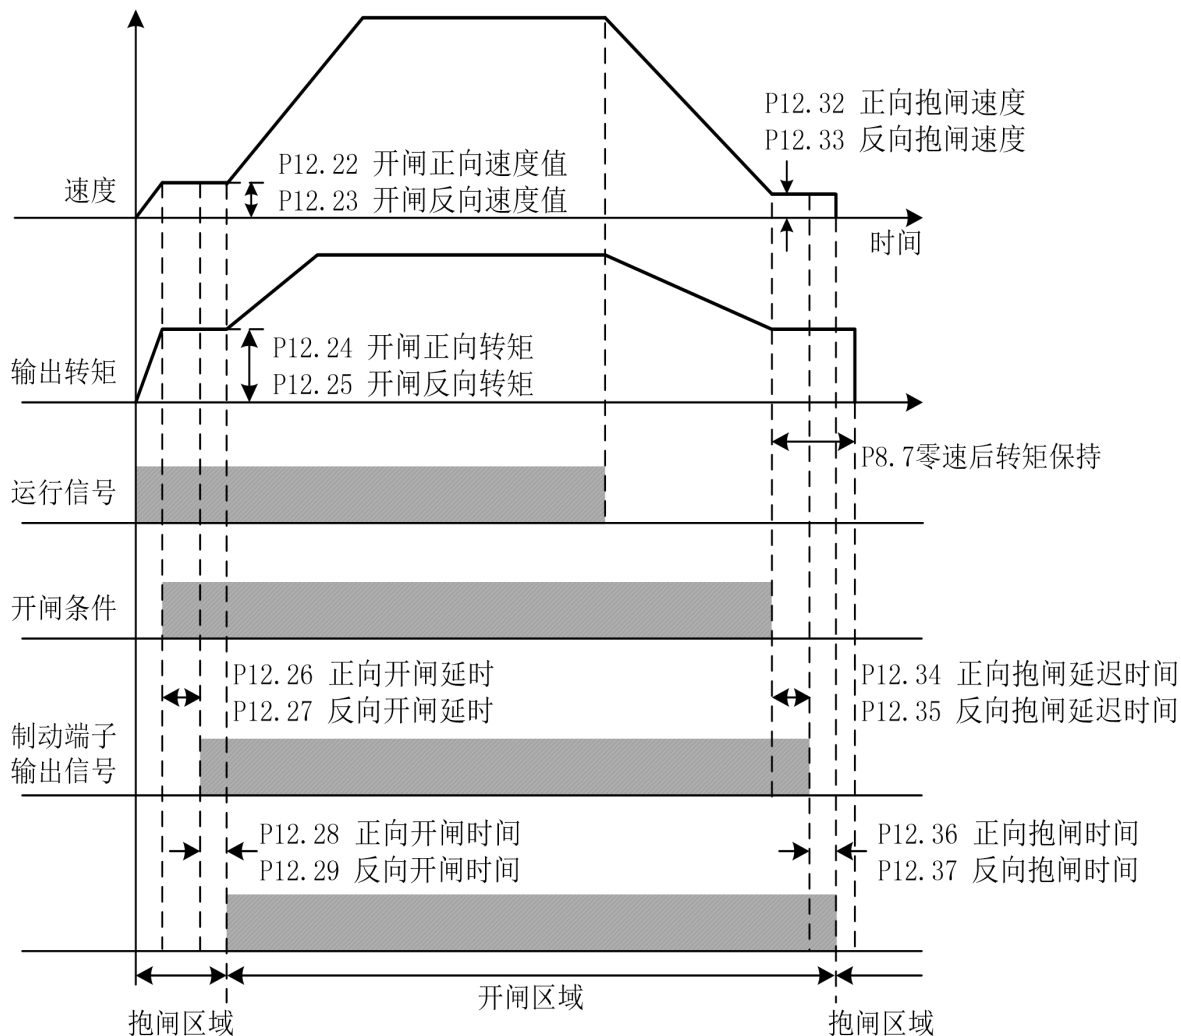 P12.32 正向抱闸速度
P12.33 反向抱闸速度
P12.22 开闸正向速度值
P12.23 开闸反向速度值
速度
时间
P12.24 开闸正向转矩
P12.25 开闸反向转矩
输出转矩
P8.7零速后转矩保持
运行信号
开闸条件
P12.26 正向开闸延时
P12.27 反向开闸延时
P12.34 正向抱闸延迟时间
P12.35 反向抱闸延迟时间
制动端子
输出信号
P12.28 正向开闸时间
P12.29 反向开闸时间
P12.36 正向抱闸时间
P12.37 反向抱闸时间
抱闸区域
开闸区域
抱闸区域